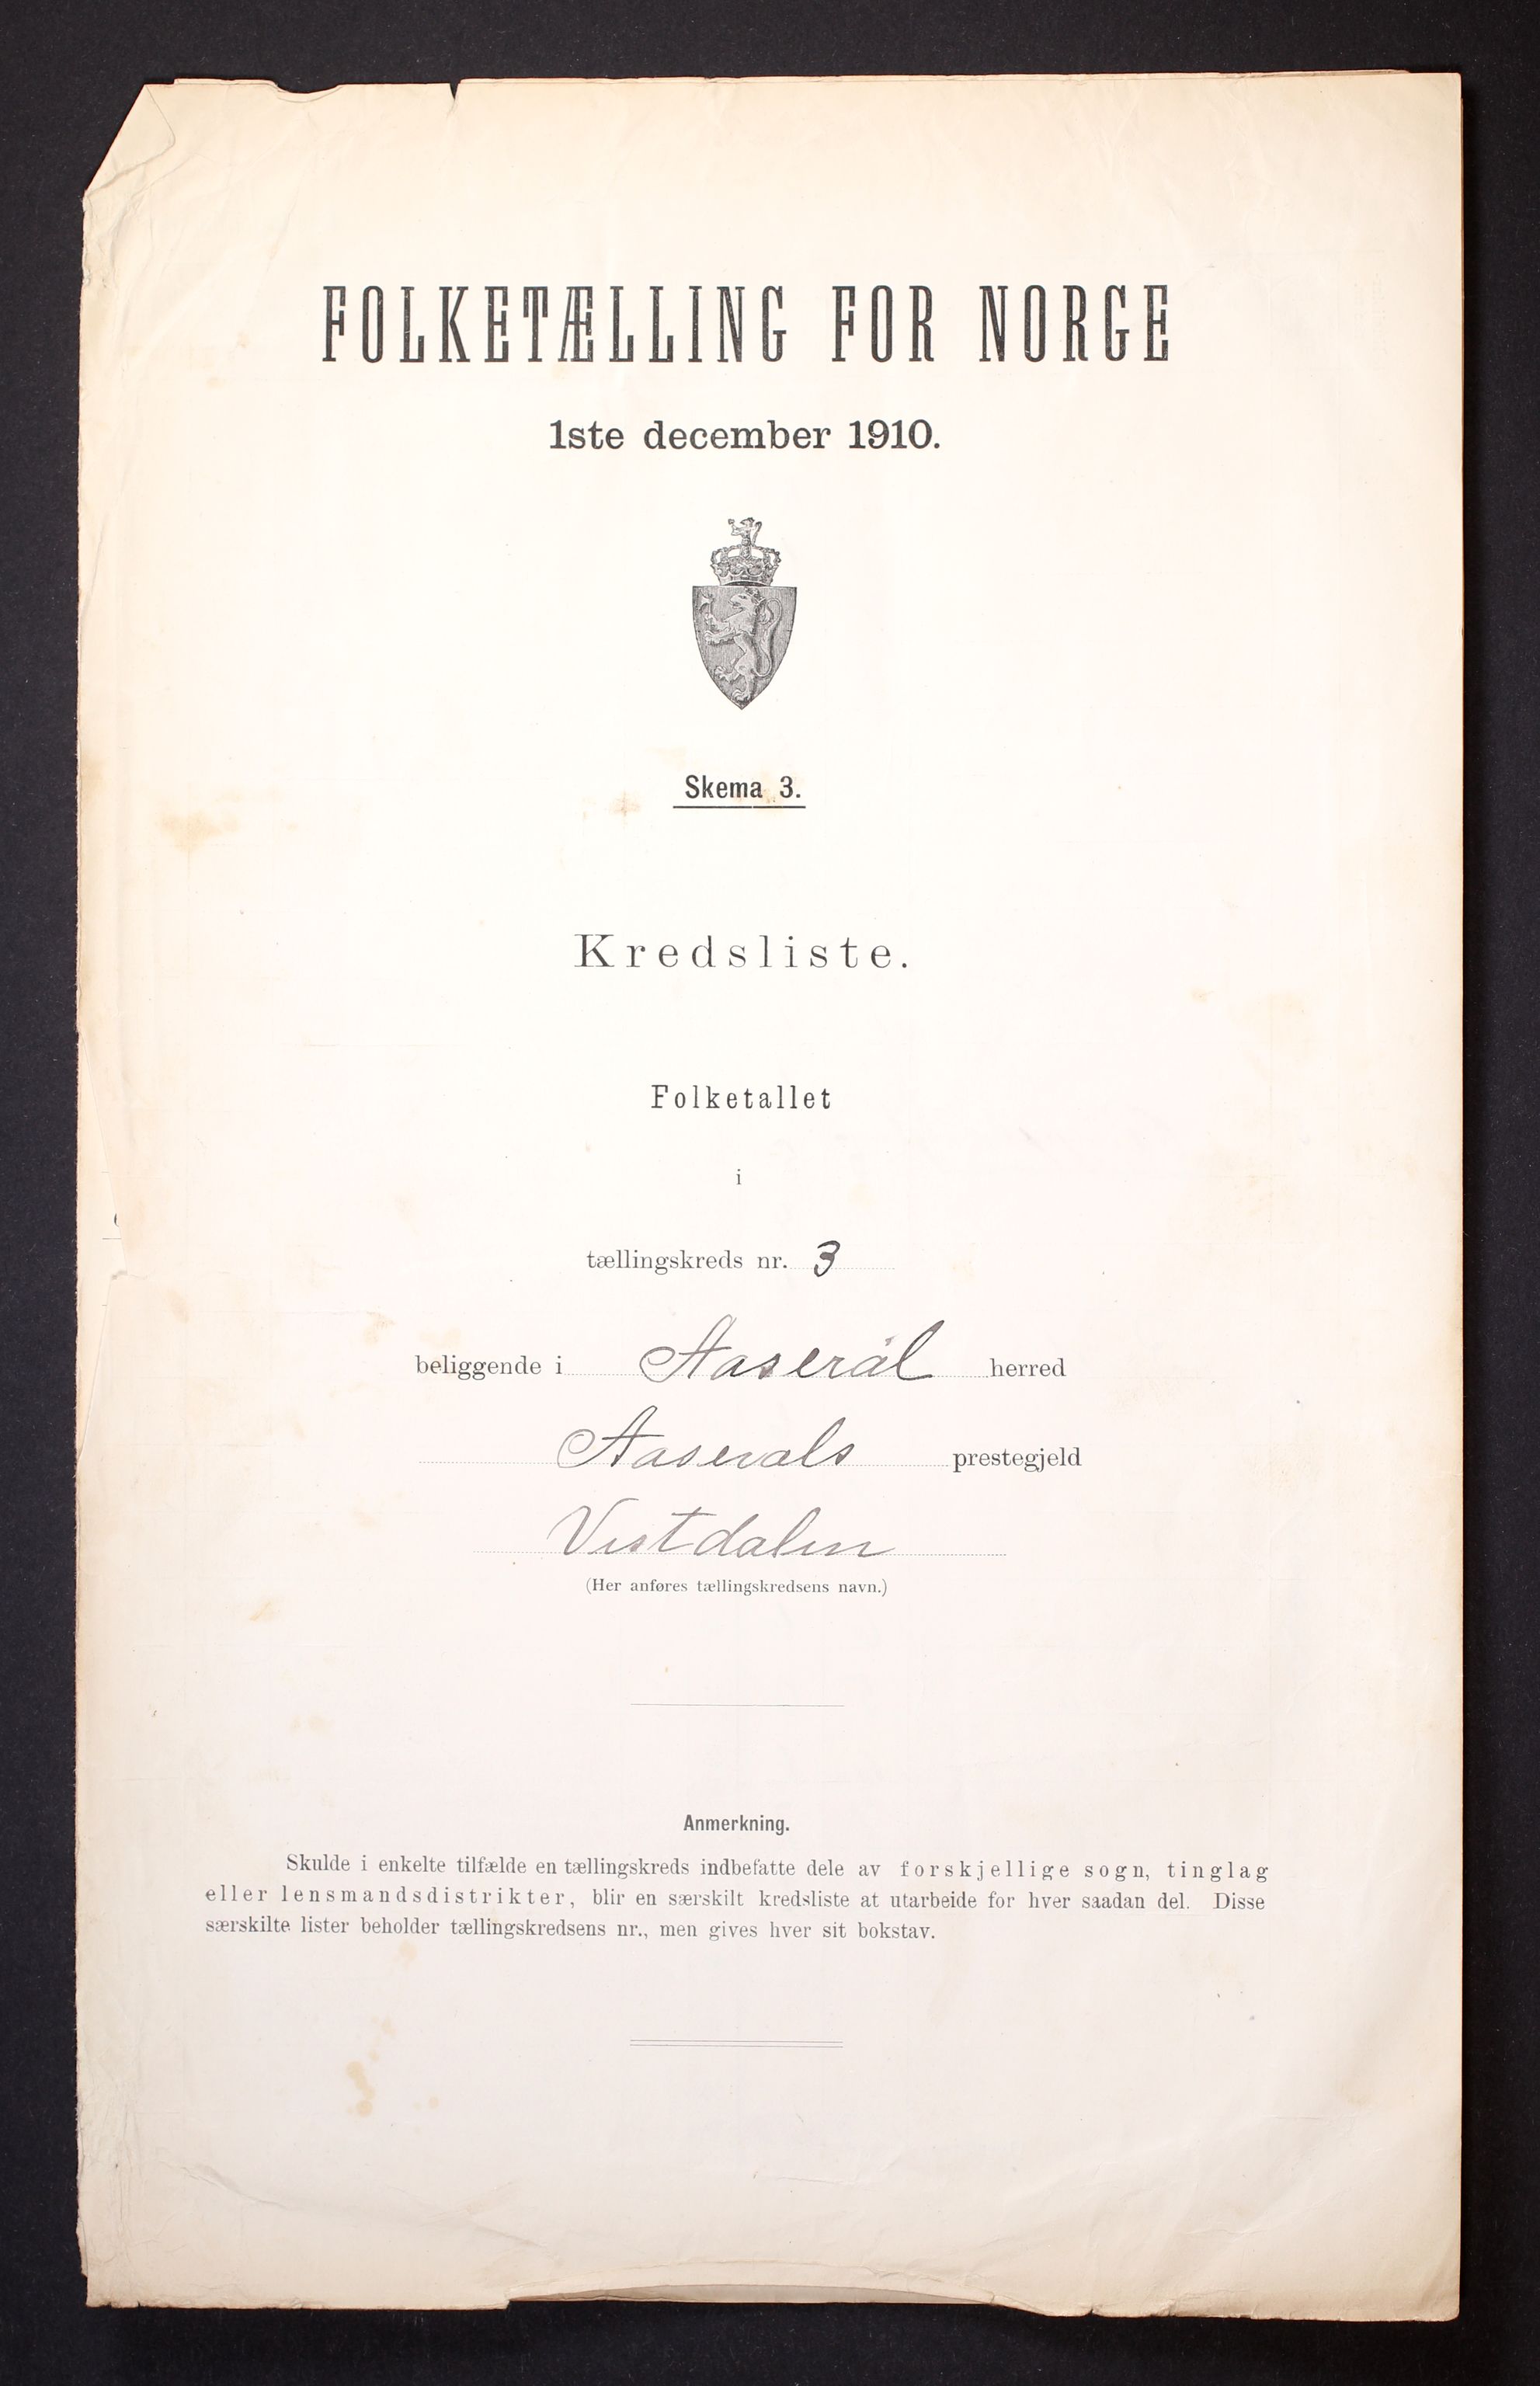 FOLKETÆLLING FOR NORGE
1ste december 1910.
Skema 3.
Kredsliste.
Folketallet
i
tællingskreds nr. 3
beliggende i Aaseral herred
Aaserals prestegjeld
Vestdalen
(Her anføres tællingskredsens navn.)
Anmerkning.
Skulde i enkelte tilfælde en tællingskreds indbefatte dele av forskjellige sogn, tinglag
eller lensmandsdistrikter, blir en særskilt kredsliste at utarbeide for hver saadan del. Disse
særskilte lister beholder tællingskredsens nr., men gives hver sit bokstav.